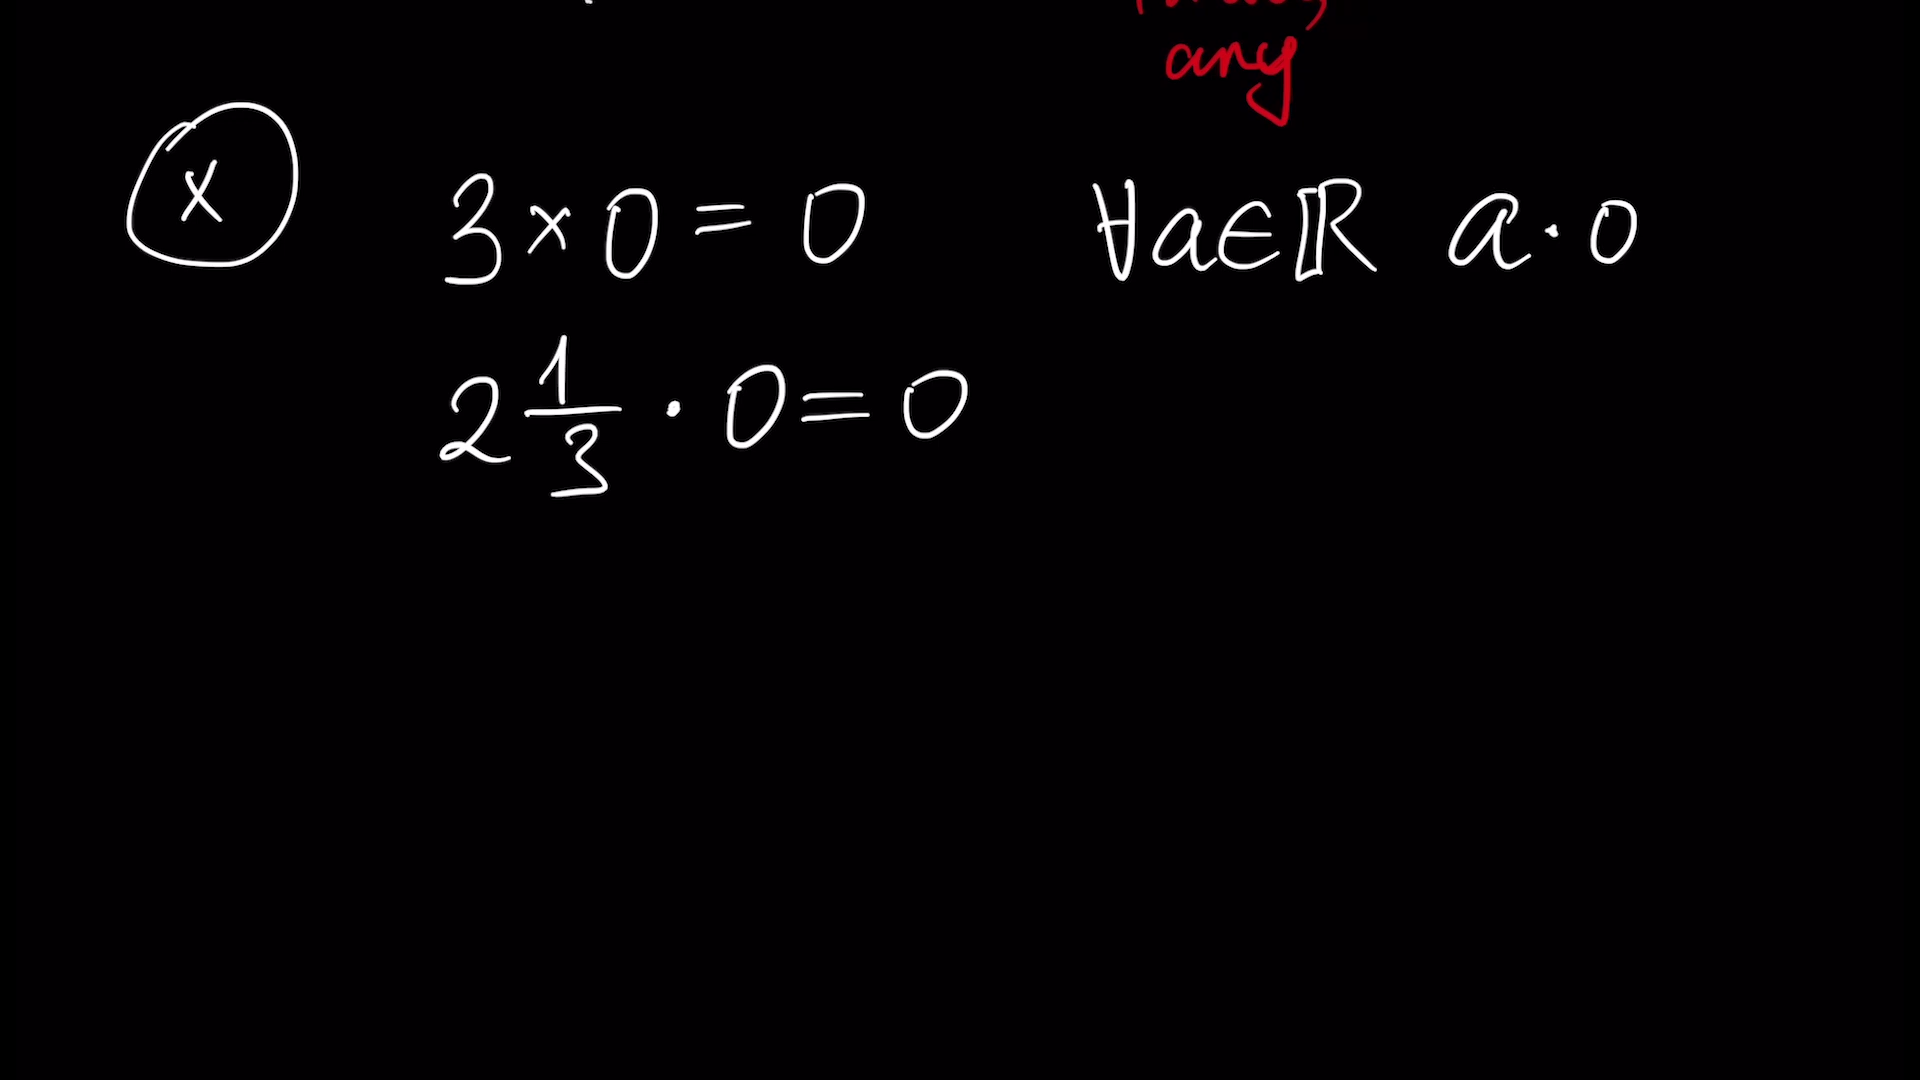 any
x 3 × 0 = 0 ∀a∈ℝ a · 0
2 1/3 · 0 = 0